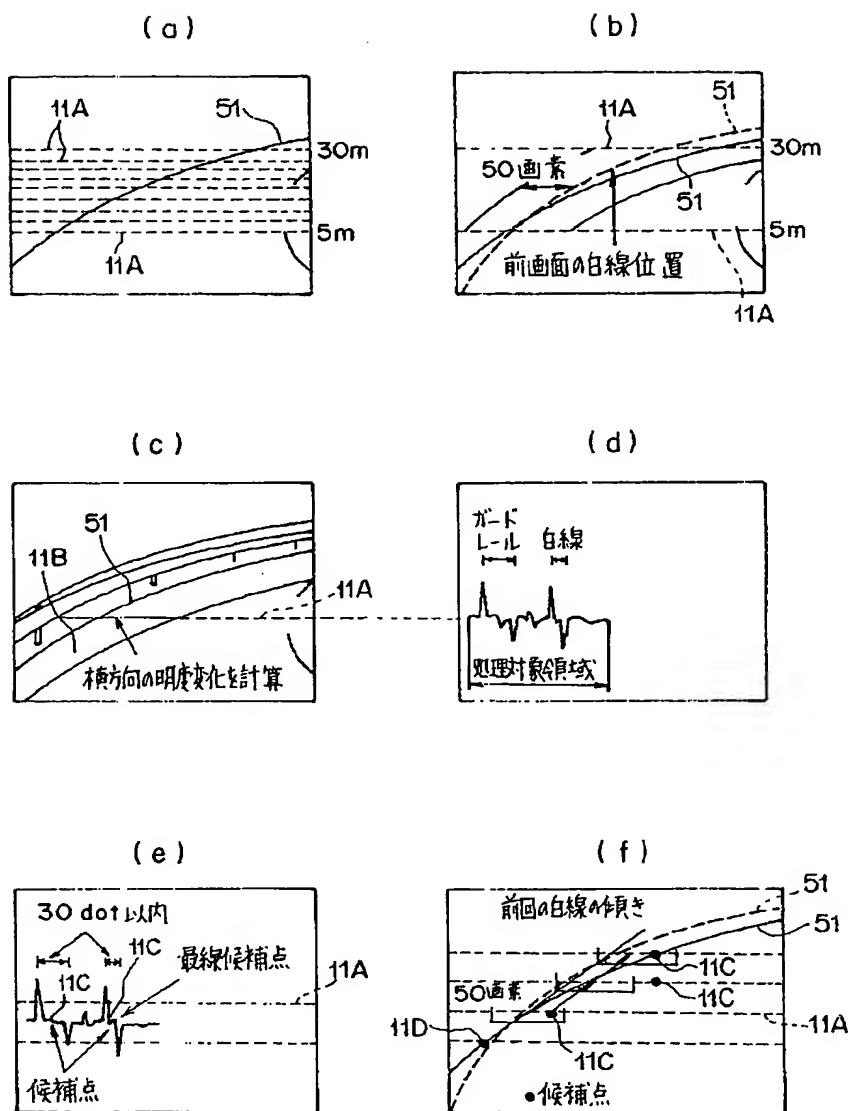 (a)
11A
51
30m
5m
11A
(b)
11A
51
30m
50画素
51
5m
前画面の白線位置
11A
(c)
51
11B
11A
横方向の明度変化を計算
(d)
ガード
レール
白線
処理対象領域
(e)
30 dot以内
11C
最線候補点
11C
11A
候補点
(f)
前回の白線の傾き
51
51
11C
50画素
11C
11A
11D
11C
●候補点